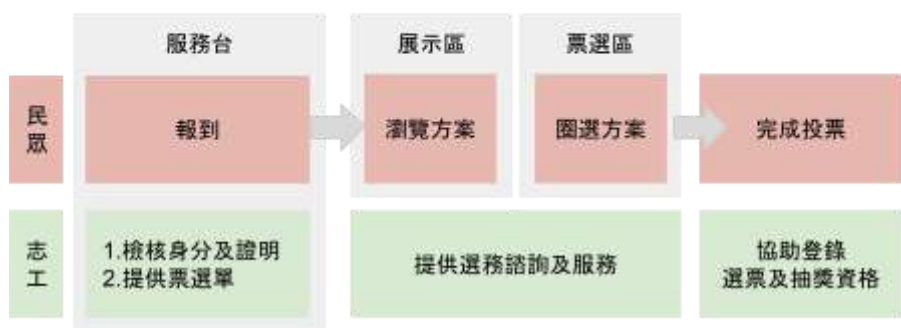 服務台
展示區
票選區
民眾
報到
瀏覽方案
圈選方案
完成投票
志工
1.檢核身分及證明
2.提供票選單
提供選務諮詢及服務
協助登錄
選票及抽獎資格